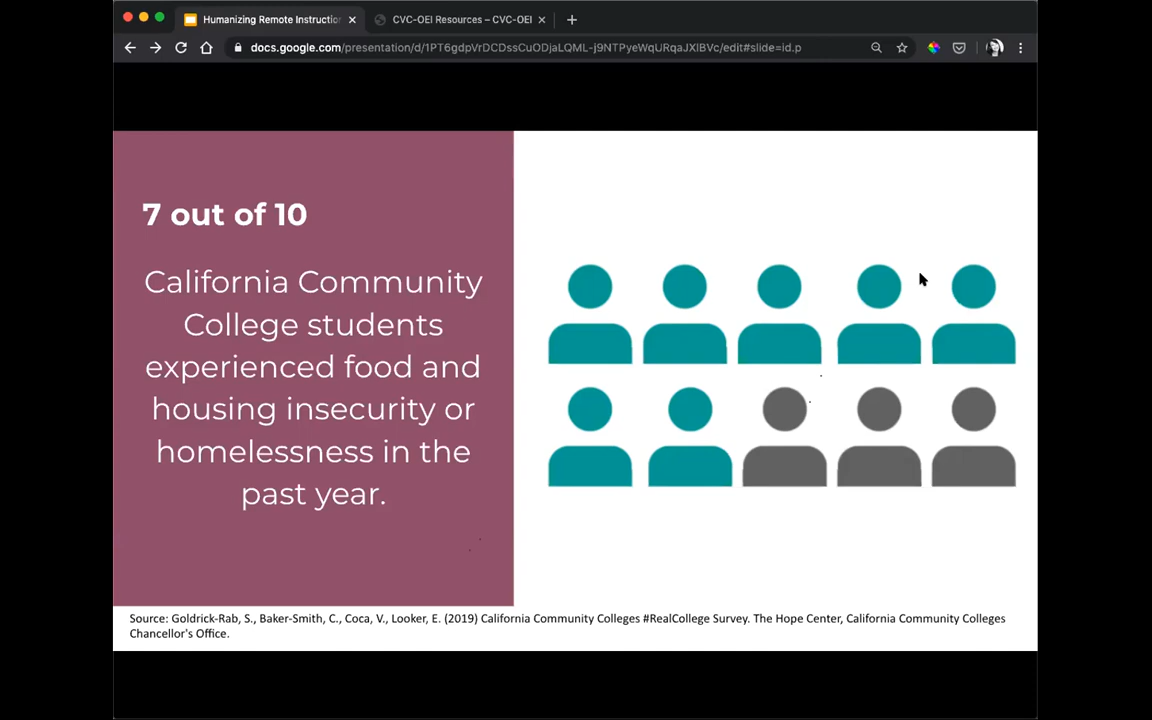 Humanizing Remote Instruction
CVC-OEI Resources – CVC-OEI
docs.google.com/presentation/d/1PT6gdpVrDCDssCuODjaLQML-j9NTPyeWqURqaJXlBVc/edit#slide=id.p
7 out of 10
California Community
College students
experienced food and
housing insecurity or
homelessness in the
past year.
Source: Goldrick-Rab, S., Baker-Smith, C., Coca, V., Looker, E. (2019) California Community Colleges #RealCollege Survey. The Hope Center, California Community Colleges
Chancellor's Office.